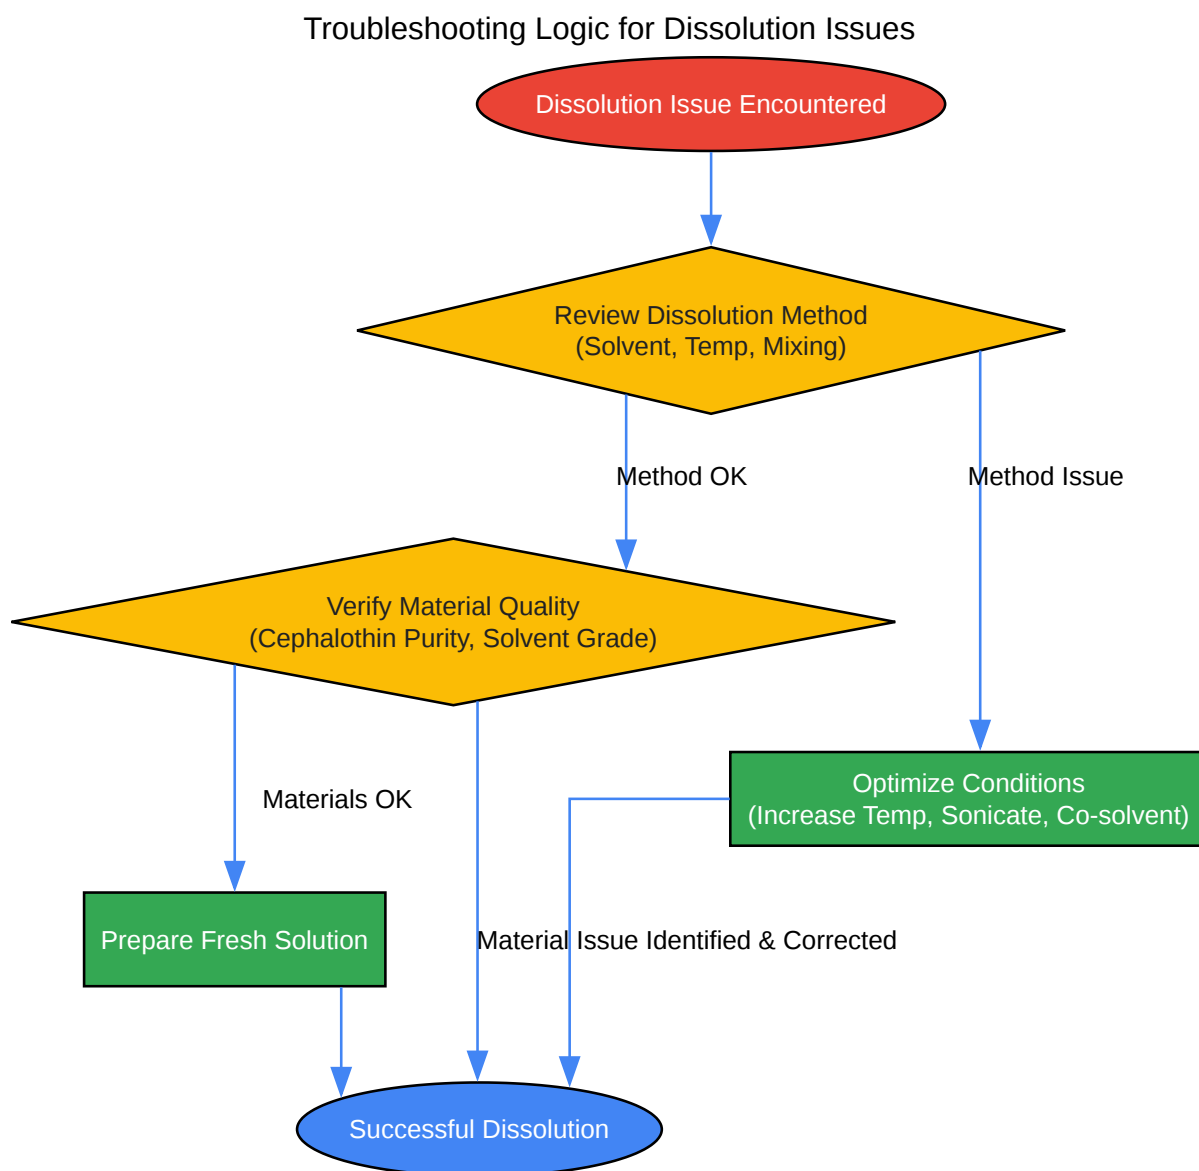 Troubleshooting Logic for Dissolution Issues
Dissolution Issue Encountered
Review Dissolution Method
(Solvent, Temp, Mixing)
Method OK
Method Issue
Verify Material Quality
(Cephalothin Purity, Solvent Grade)
Materials OK
Optimize Conditions
(Increase Temp, Sonicate, Co-solvent)
Prepare Fresh Solution
Material Issue Identified & Corrected
Successful Dissolution